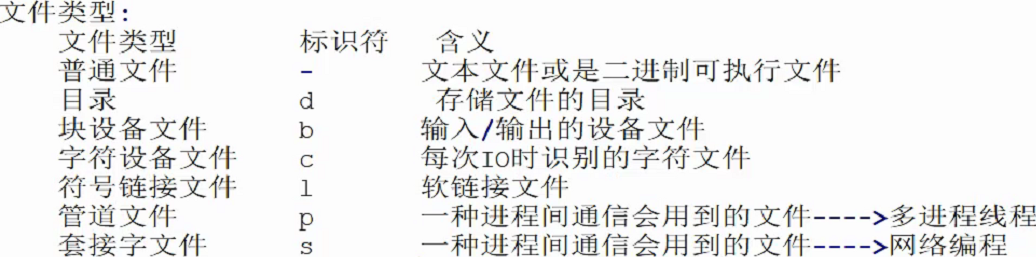 文件类型:
文件类型 标识符 含义
普通文件 - 文本文件或是二进制可执行文件
目录 d 存储文件的目录
块设备文件 b 输入/输出的设备文件
字符设备文件 c 每次IO时识别的字符文件
符号链接文件 l 软链接文件
管道文件 p 一种进程间通信会用到的文件---->多进程线程
套接字文件 s 一种进程间通信会用到的文件---->网络编程